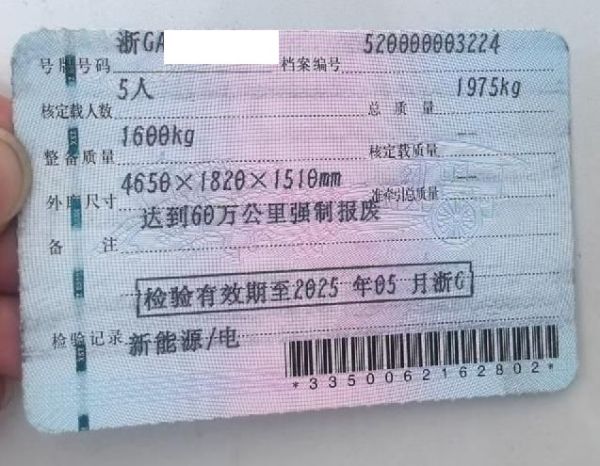 号牌号码 浙GA 档案编号 520000003224
核定载人数 5人 总质量 1975kg
整备质量 1600kg 核定载质量 --
外廓尺寸 4650×1820×1510mm 准牵引总质量 --
备注 达到60万公里强制报废
检验有效期至2025年05月浙G
检验记录 新能源/电
*3350062162802*